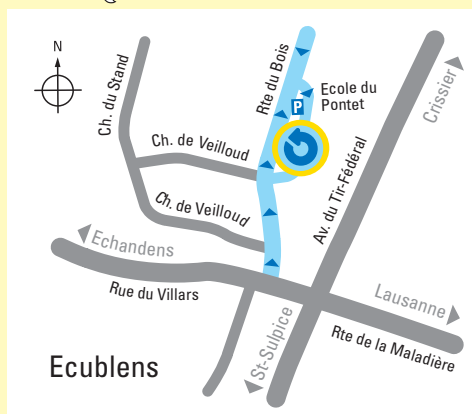 N
Ch. du Stand
Rte du Bois
Ecole du
Pontet
P
Crissier
Ch. de Veilloud
Av. du Tir-Fédéral
Ch. de Veilloud
Echandens
Rue du Villars
Lausanne
St-Sulpice
Rte de la Maladière
Ecublens